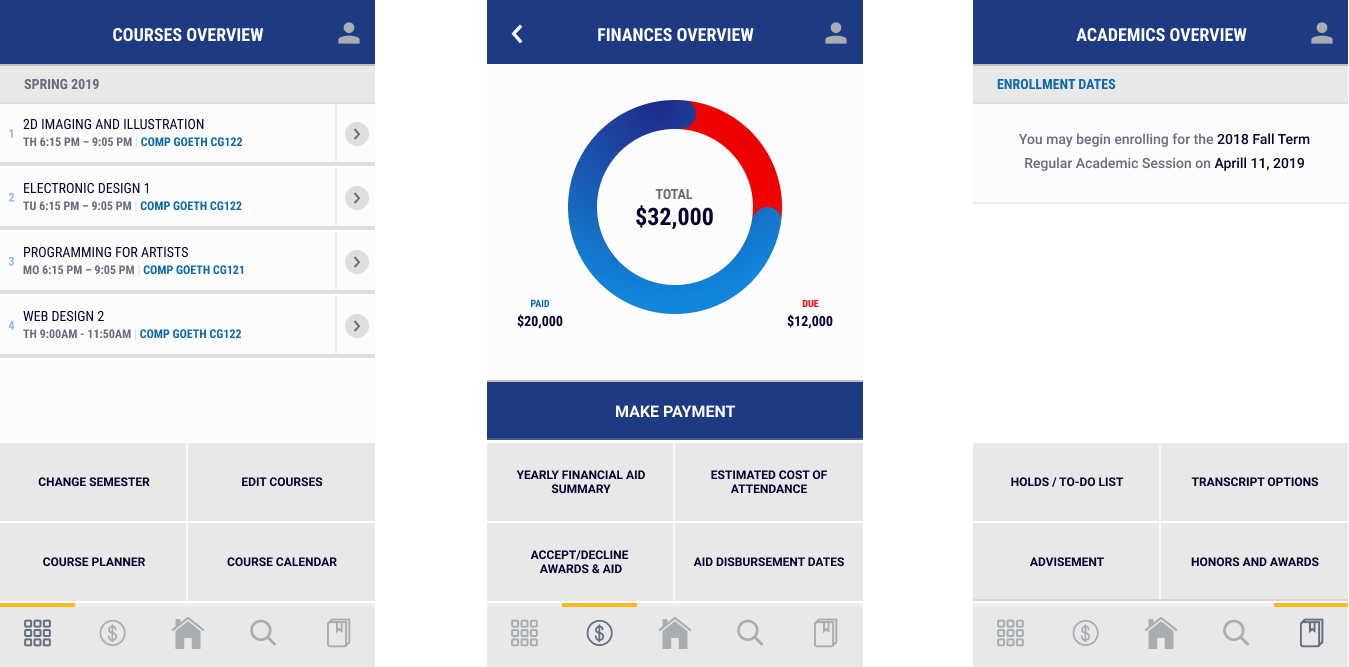 COURSES OVERVIEW
SPRING 2019
1
2D IMAGING AND ILLUSTRATION
TH 6:15 PM – 9:05 PM | COMP GOETH CG122
2
ELECTRONIC DESIGN 1
TU 6:15 PM – 9:05 PM | COMP GOETH CG122
3
PROGRAMMING FOR ARTISTS
MO 6:15 PM – 9:05 PM | COMP GOETH CG121
4
WEB DESIGN 2
TH 9:00AM - 11:50AM | COMP GOETH CG122
CHANGE SEMESTER
EDIT COURSES
COURSE PLANNER
COURSE CALENDAR
FINANCES OVERVIEW
TOTAL
$32,000
PAID
$20,000
DUE
$12,000
MAKE PAYMENT
YEARLY FINANCIAL AID
SUMMARY
ESTIMATED COST OF
ATTENDANCE
ACCEPT/DECLINE
AWARDS & AID
AID DISBURSEMENT DATES
$
ACADEMICS OVERVIEW
ENROLLMENT DATES
You may begin enrolling for the 2018 Fall Term
Regular Academic Session on Aprill 11, 2019
HOLDS / TO-DO LIST
TRANSCRIPT OPTIONS
ADVISEMENT
HONORS AND AWARDS